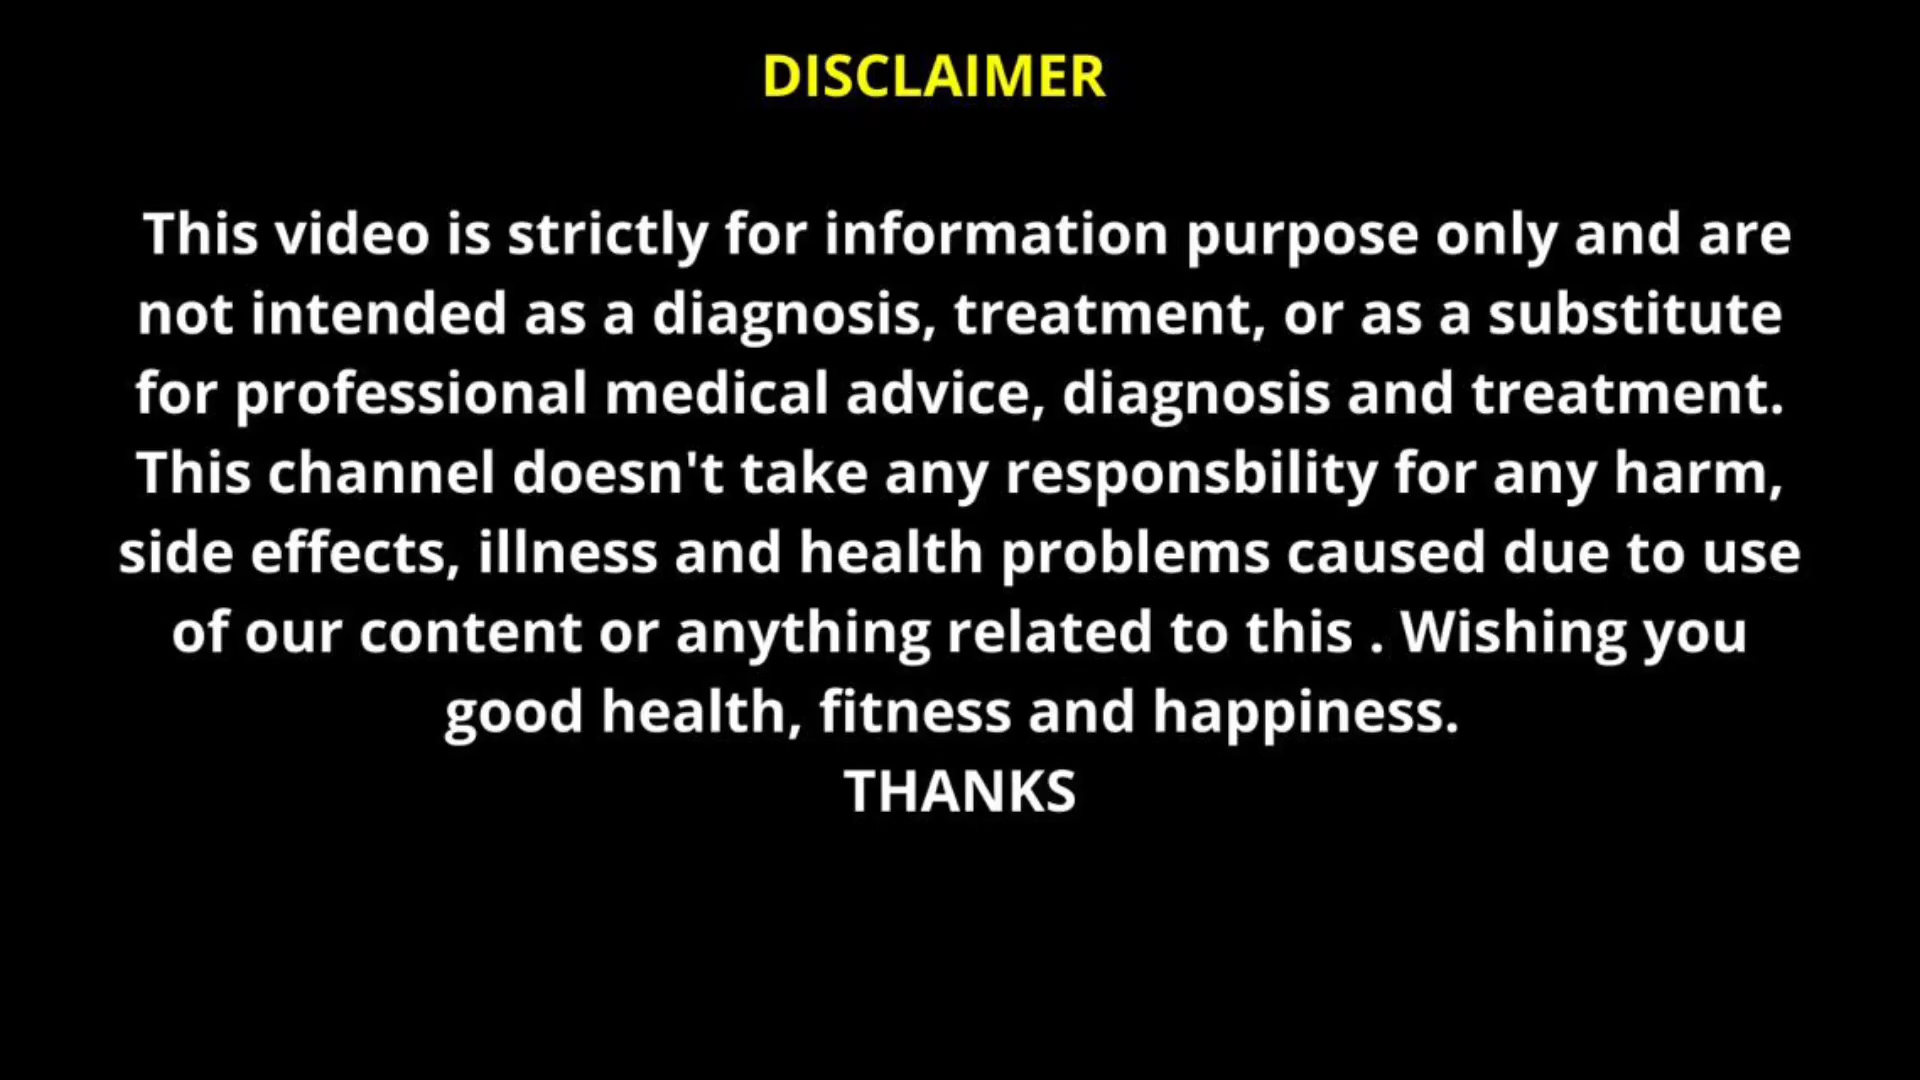 DISCLAIMER
This video is strictly for information purpose only and are
not intended as a diagnosis, treatment, or as a substitute
for professional medical advice, diagnosis and treatment.
This channel doesn't take any responsbility for any harm,
side effects, illness and health problems caused due to use
of our content or anything related to this . Wishing you
good health, fitness and happiness.
THANKS